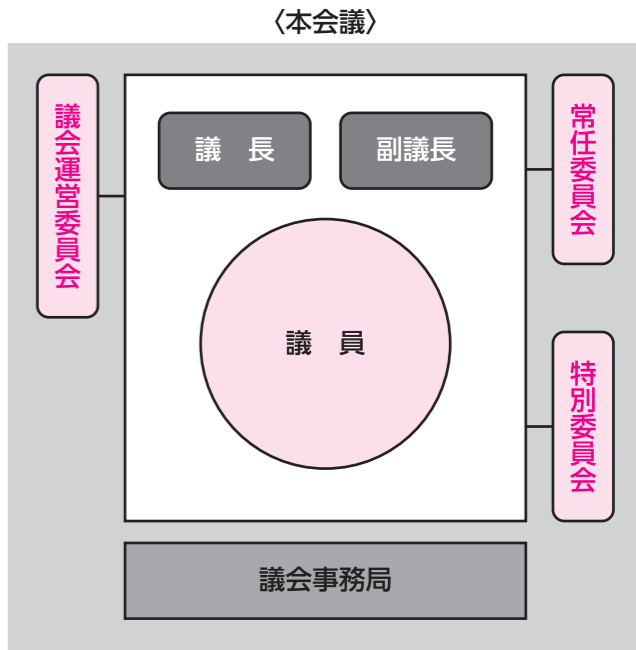 〈本会議〉
議会運営委員会
議 長
副議長
常任委員会
議 員
特別委員会
議会事務局